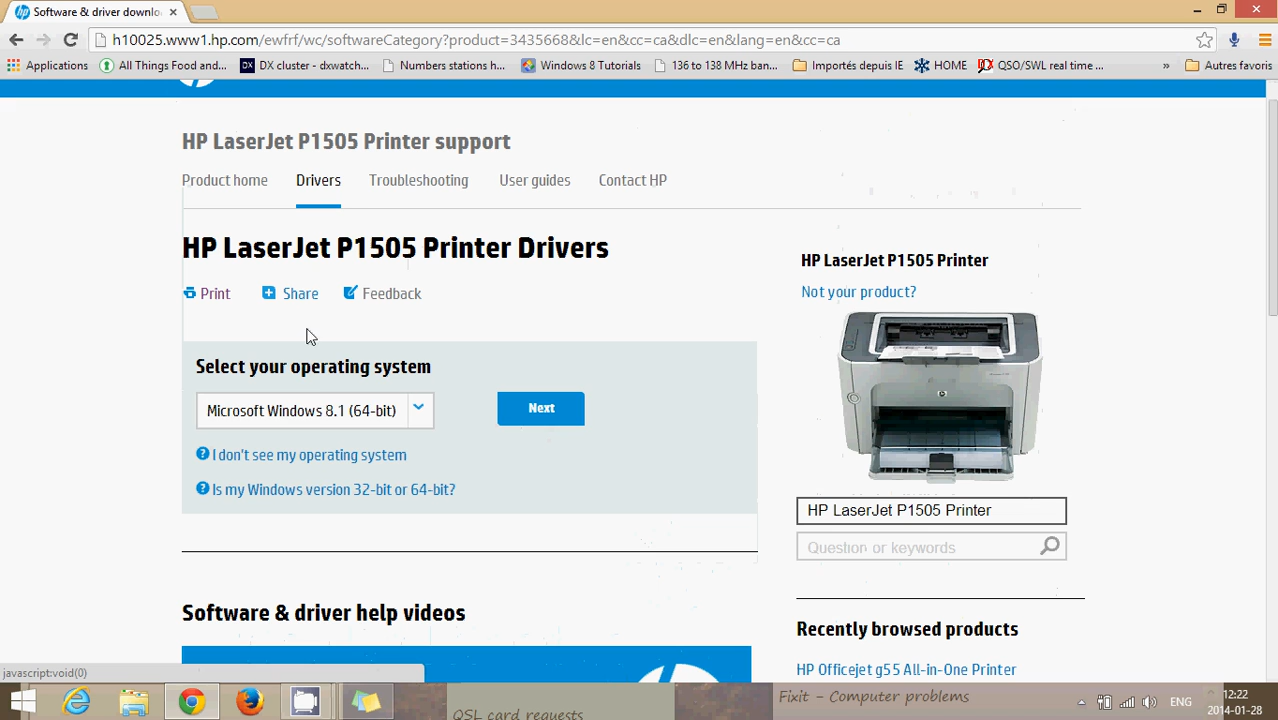 Software & driver downlo
h10025.www1.hp.com/ewfrf/wc/softwareCategory?product=3435668&lc=en&cc=ca&dlc=en&lang=en&cc=ca
Applications All Things Food and... DX cluster - dxwatch... Numbers stations h... Windows 8 Tutorials 136 to 138 MHz ban... Importés depuis IE HOME QSO/SWL real time ... » Autres favoris
HP LaserJet P1505 Printer support
Product home Drivers Troubleshooting User guides Contact HP
HP LaserJet P1505 Printer Drivers
Print Share Feedback
Select your operating system
Microsoft Windows 8.1 (64-bit) Next
? I don't see my operating system
? Is my Windows version 32-bit or 64-bit?
Software & driver help videos
HP LaserJet P1505 Printer
Not your product?
HP LaserJet P1505 Printer
Question or keywords
Recently browsed products
HP Officejet g55 All-in-One Printer
javascript:void(0)
QSL card requests
Fixit - Computer problems
ENG
12:22
2014-01-28